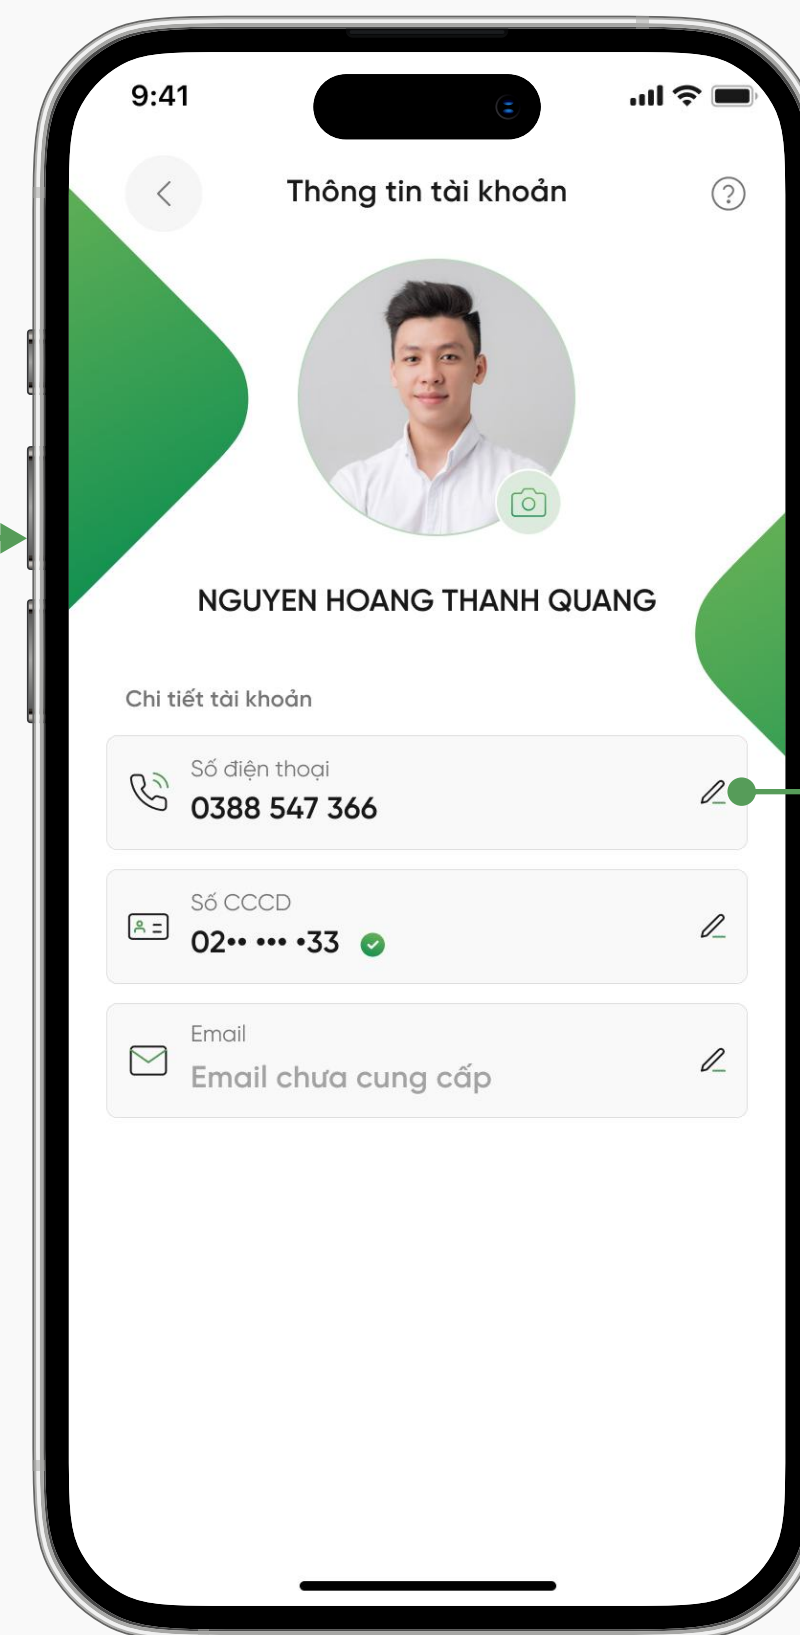 9:41
Thông tin tài khoản
NGUYEN HOANG THANH QUANG
Chi tiết tài khoản
Số điện thoại
0388 547 366
Số CCCD
02•• ••• •33
Email
Email chưa cung cấp